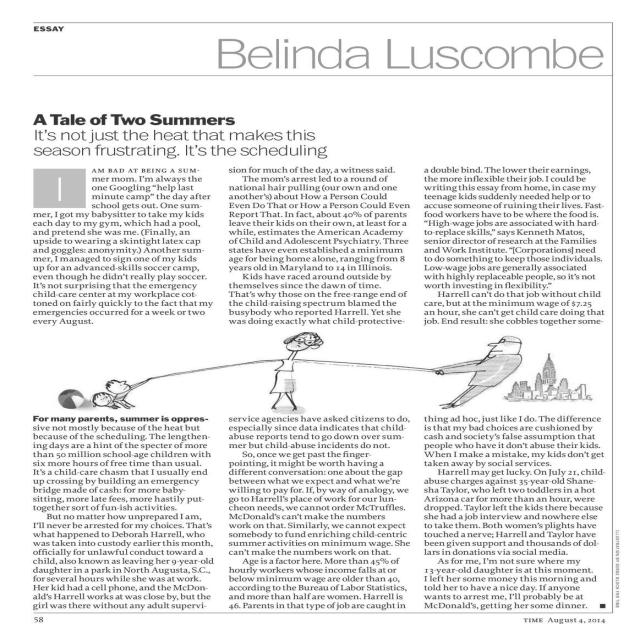 ESSAY
Belinda Luscombe
A Tale of Two Summers
It's not just the heat that makes this
season frustrating. It's the scheduling
I AM BAD AT BEING A SUM-
mer mom. I'm always the
one Googling "help last
minute camp" the day after
school gets out. One sum-
mer, I got my babysitter to take my kids
each day to my gym, which had a pool,
and pretend she was me. (Finally, an
upside to wearing a skintight latex cap
and goggles: anonymity.) Another sum-
mer, I managed to sign one of my kids
up for an advanced-skills soccer camp,
even though he didn't really play soccer.
It's not surprising that the emergency
child-care center at my workplace cot-
toned on fairly quickly to the fact that my
emergencies occurred for a week or two
every August.
For many parents, summer is oppres-
sive not mostly because of the heat but
because of the scheduling. The lengthen-
ing days are a hint of the specter of more
than 50 million school-age children with
six more hours of free time than usual.
It's a child-care chasm that I usually end
up crossing by building an emergency
bridge made of cash: for more baby-
sitting, more late fees, more hastily put-
together sort of fun-ish activities.
But no matter how unprepared I am,
I'll never be arrested for my choices. That's
what happened to Deborah Harrell, who
was taken into custody earlier this month,
officially for unlawful conduct toward a
child, also known as leaving her 9-year-old
daughter in a park in North Augusta, S.C.,
for several hours while she was at work.
Her kid had a cell phone, and the McDon-
ald's Harrell works at was close by, but the
girl was there without any adult supervi-
sion for much of the day, a witness said.
The mom's arrest led to a round of
national hair pulling (our own and one
another's) about How a Person Could
Even Do That or How a Person Could Even
Report That. In fact, about 40% of parents
leave their kids on their own, at least for a
while, estimates the American Academy
of Child and Adolescent Psychiatry. Three
states have even established a minimum
age for being home alone, ranging from 8
years old in Maryland to 14 in Illinois.
Kids have raced around outside by
themselves since the dawn of time.
That's why those on the free-range end of
the child-raising spectrum blamed the
busybody who reported Harrell. Yet she
was doing exactly what child-protective-
service agencies have asked citizens to do,
especially since data indicates that child-
abuse reports tend to go down over sum-
mer but child-abuse incidents do not.
So, once we get past the finger-
pointing, it might be worth having a
different conversation: one about the gap
between what we expect and what we're
willing to pay for. If, by way of analogy, we
go to Harrell's place of work for our lun-
cheon needs, we cannot order McTruffles.
McDonald's can't make the numbers
work on that. Similarly, we cannot expect
somebody to fund enriching child-centric
summer activities on minimum wage. She
can't make the numbers work on that.
Age is a factor here. More than 45% of
hourly workers whose income falls at or
below minimum wage are older than 40,
according to the Bureau of Labor Statistics,
and more than half are women. Harrell is
46. Parents in that type of job are caught in
a double bind. The lower their earnings,
the more inflexible their job. I could be
writing this essay from home, in case my
teenage kids suddenly needed help or to
accuse someone of ruining their lives. Fast-
food workers have to be where the food is.
"High-wage jobs are associated with hard-
to-replace skills," says Kenneth Matos,
senior director of research at the Families
and Work Institute. "[Corporations] need
to do something to keep those individuals.
Low-wage jobs are generally associated
with highly replaceable people, so it's not
worth investing in flexibility."
Harrell can't do that job without child
care, but at the minimum wage of $7.25
an hour, she can't get child care doing that
job. End result: she cobbles together some-
thing ad hoc, just like I do. The difference
is that my bad choices are cushioned by
cash and society's false assumption that
people who have it don't abuse their kids.
When I make a mistake, my kids don't get
taken away by social services.
Harrell may get lucky. On July 21, child-
abuse charges against 35-year-old Shane-
sha Taylor, who left two toddlers in a hot
Arizona car for more than an hour, were
dropped. Taylor left the kids there because
she had a job interview and nowhere else
to take them. Both women's plights have
touched a nerve; Harrell and Taylor have
been given support and thousands of dol-
lars in donations via social media.
As for me, I'm not sure where my
13-year-old daughter is at this moment.
I left her some money this morning and
told her to have a nice day. If anyone
wants to arrest me, I'll probably be at
McDonald's, getting her some dinner.
58
TIME August 4, 2014